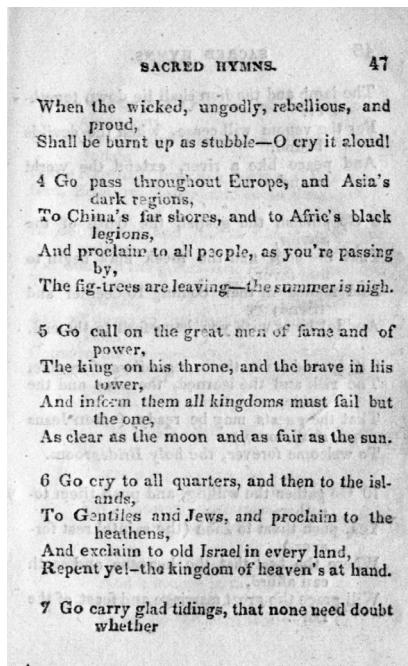 SACRED HYMNS. 47
When the wicked, ungodly, rebellious, and
proud,
Shall be burnt up as stubble—O cry it aloud!
4 Go pass throughout Europe, and Asia's
dark regions,
To China's far shores, and to Afric's black
legions,
And proclaim to all people, as you're passing
by,
The fig-trees are leaving—the summer is nigh.
5 Go call on the great men of fame and of
power,
The king on his throne, and the brave in his
tower,
And inform them all kingdoms must fail but
the one,
As clear as the moon and as fair as the sun.
6 Go cry to all quarters, and then to the isl-
ands,
To Gentiles and Jews, and proclaim to the
heathens,
And exclaim to old Israel in every land,
Repent ye!–the kingdom of heaven's at hand.
7 Go carry glad tidings, that none need doubt
whether